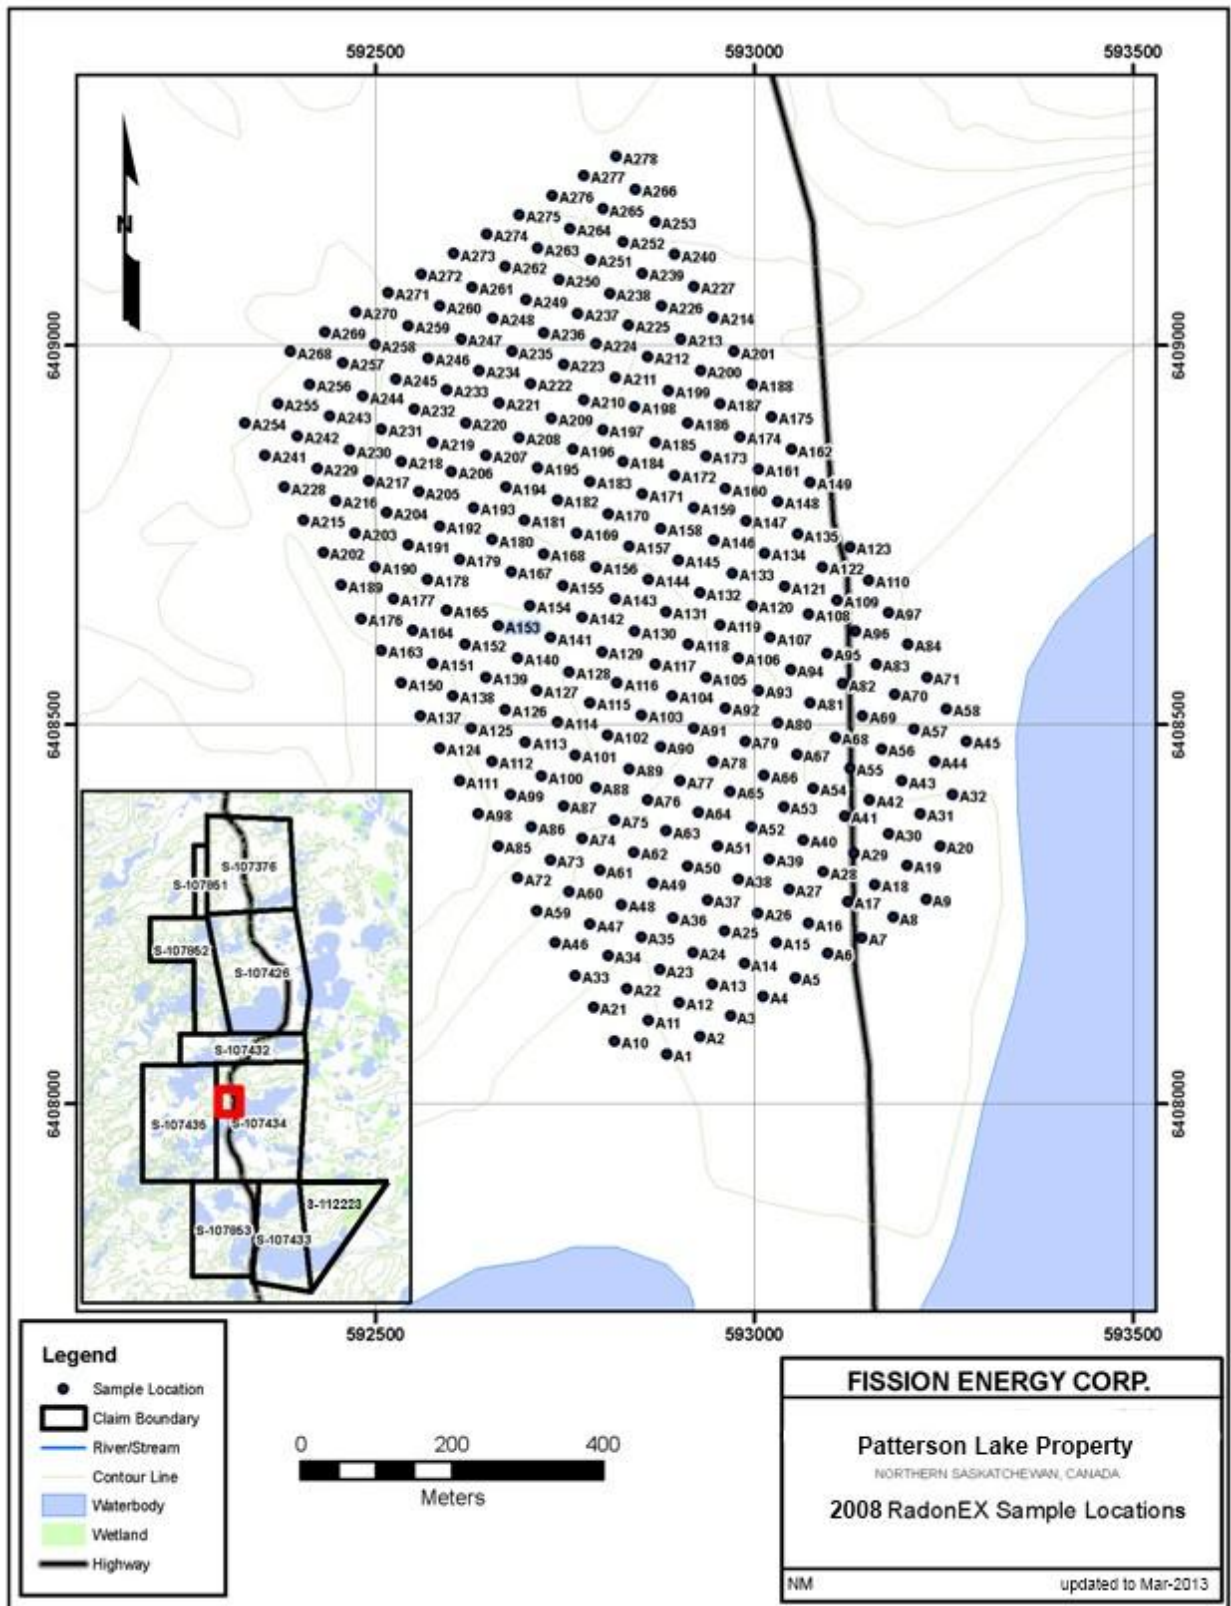 592500 593000 593500
6409000 6409000
6408500 6408500
6408000 6408000
N
A278
A277
A276 A266
A275 A265
A274 A264 A253
A273 A263 A252
A272 A262 A251 A240
A271 A261 A250 A239
A270 A260 A249 A238 A227
A269 A259 A248 A237 A226
A268 A258 A247 A236 A225 A214
A257 A246 A235 A224 A213
A256 A245 A234 A223 A212 A201
A255 A244 A233 A222 A211 A200
A254 A243 A232 A221 A210 A199 A188
A242 A231 A220 A209 A198 A187
A241 A230 A219 A208 A197 A186 A175
A229 A218 A207 A196 A185 A174
A228 A217 A206 A195 A184 A173 A162
A216 A205 A194 A183 A172 A161
A215 A204 A193 A182 A171 A160 A149
A203 A192 A181 A170 A159 A148
A202 A191 A180 A169 A158 A147 A135 A123
A190 A179 A168 A157 A146 A134 A122 A110
A189 A178 A167 A156 A145 A133 A121 A109 A97
A177 A165 A155 A144 A132 A120 A108 A96 A84
A176 A164 A154 A143 A131 A119 A107 A95 A83 A71
A163 A152 A153 A142 A130 A118 A106 A94 A82 A70 A58
A151 A140 A141 A129 A117 A105 A93 A81 A69 A57 A45
A150 A139 A128 A116 A104 A92 A80 A68 A56 A44
A138 A127 A115 A103 A91 A79 A67 A55 A43 A32
A137 A126 A114 A102 A90 A78 A66 A54 A42 A31
A125 A113 A101 A89 A77 A65 A53 A41 A30 A20
A124 A112 A100 A88 A76 A64 A52 A40 A29 A19
A111 A99 A87 A75 A63 A51 A39 A28 A18 A9
A98 A86 A74 A62 A50 A38 A27 A17 A8
A85 A73 A61 A49 A37 A26 A16 A7
A72 A60 A48 A36 A25 A15 A6
A59 A47 A35 A24 A14 A5
A46 A34 A23 A13 A4
A33 A22 A12 A3
A21 A11 A2
A10 A1
S-107376
S-107851
S-107852
S-107426
S-107432
S-107435
S-107434
S-112223
S-107853
S-107433
592500 593000 593500
Legend
Sample Location
Claim Boundary
River/Stream
Contour Line
Waterbody
Wetland
Highway
0 200 400
Meters
FISSION ENERGY CORP.
Patterson Lake Property
NORTHERN SASKATCHEWAN, CANADA
2008 RadonEX Sample Locations
NM updated to Mar-2013